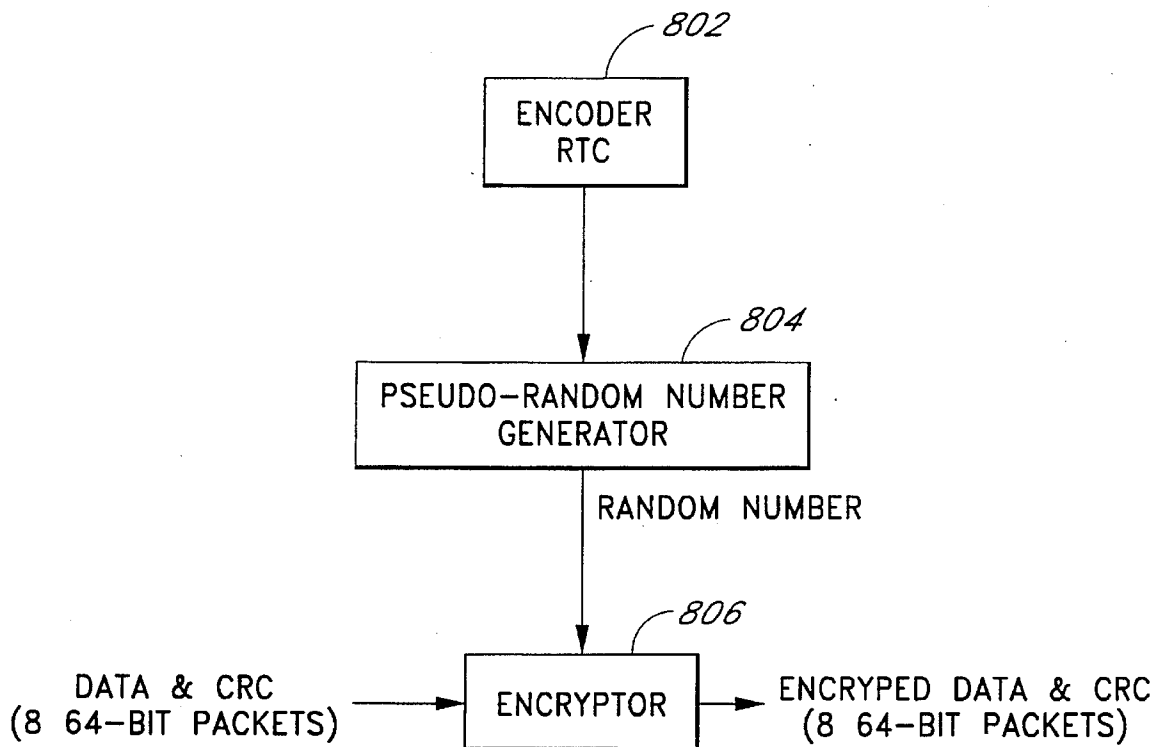 802
ENCODER
RTC
804
PSEUDO-RANDOM NUMBER
GENERATOR
RANDOM NUMBER
806
DATA & CRC
(8 64-BIT PACKETS)
ENCRYPTOR
ENCRYPED DATA & CRC
(8 64-BIT PACKETS)